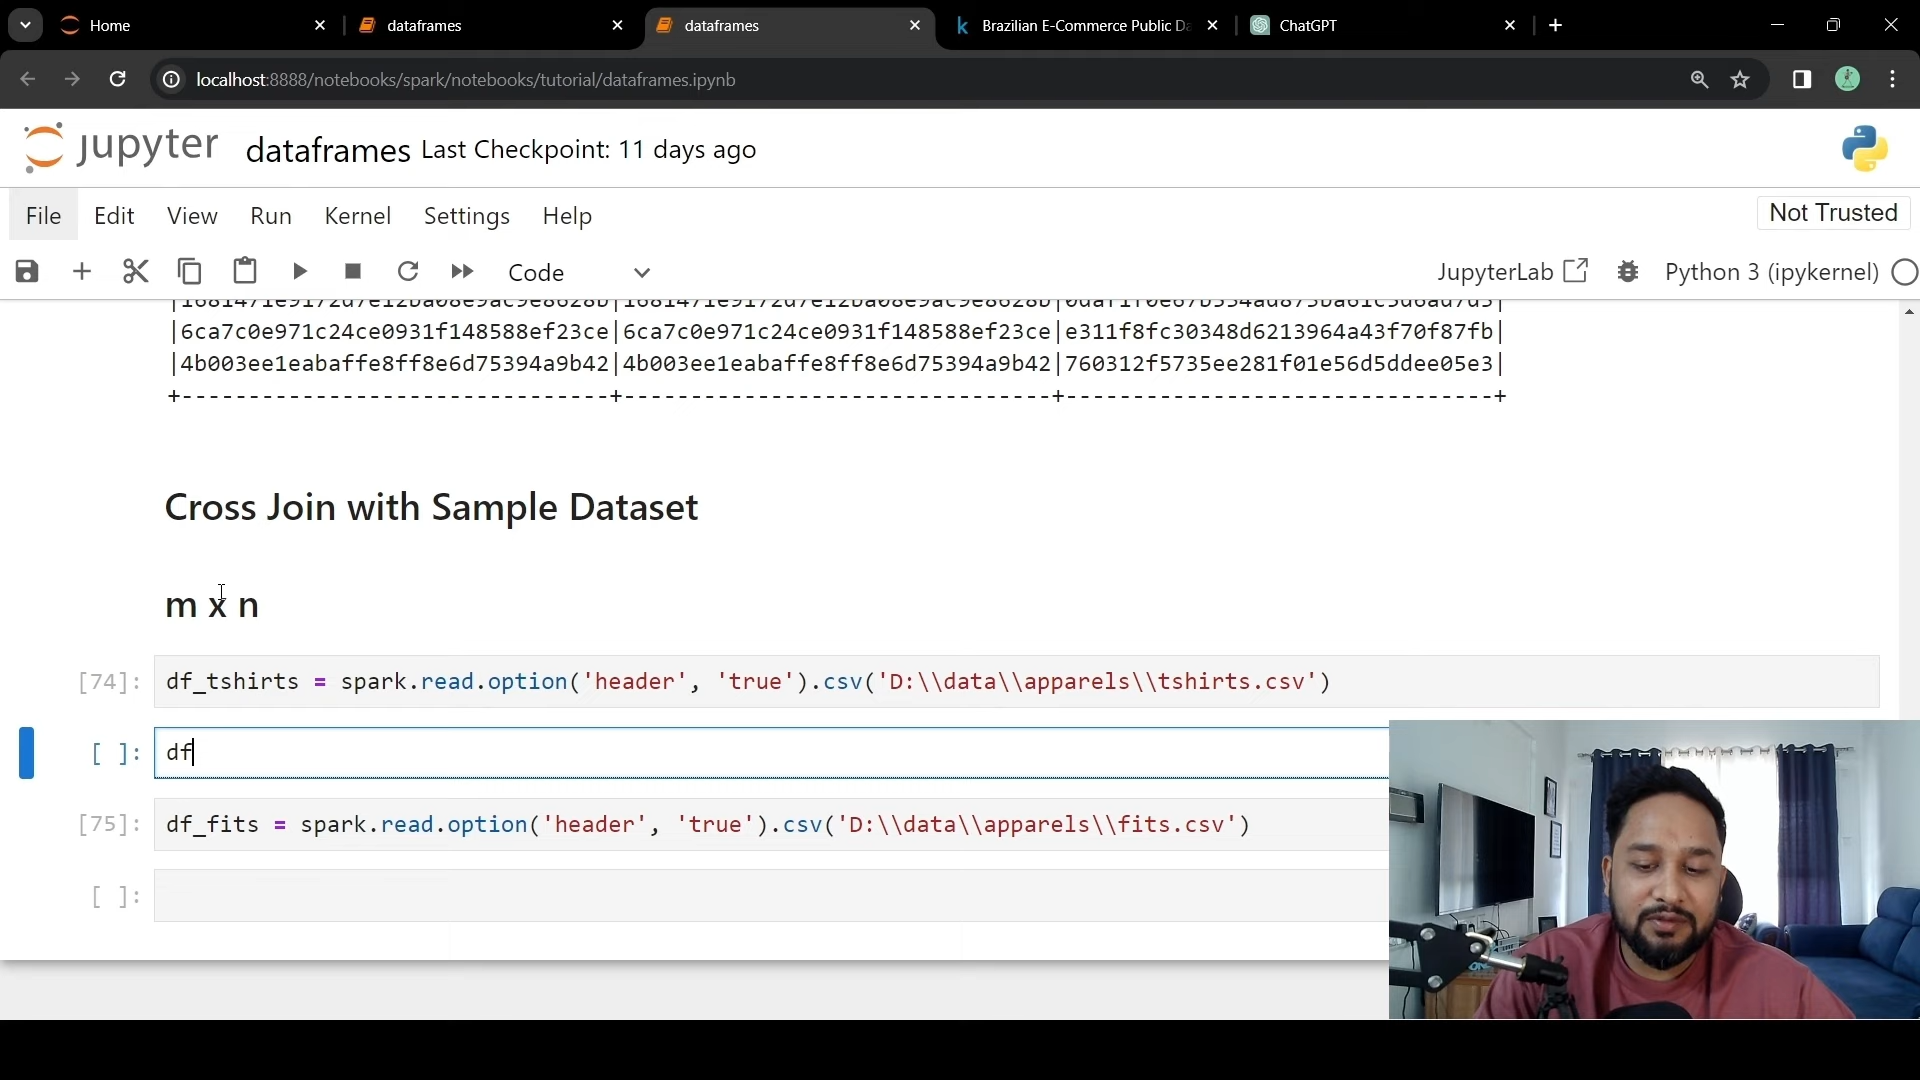 Home
dataframes
dataframes
Brazilian E-Commerce Public Da
ChatGPT
localhost:8888/notebooks/spark/notebooks/tutorial/dataframes.ipynb
jupyter dataframes Last Checkpoint: 11 days ago
File Edit View Run Kernel Settings Help
Not Trusted
Code
JupyterLab
Python 3 (ipykernel)
|6ca7c0e971c24ce0931f148588ef23ce|6ca7c0e971c24ce0931f148588ef23ce|e311f8fc30348d6213964a43f70f87fb|
|4b003ee1eabaffe8ff8e6d75394a9b42|4b003ee1eabaffe8ff8e6d75394a9b42|760312f5735ee281f01e56d5ddee05e3|
+--------------------------------+--------------------------------+--------------------------------+
Cross Join with Sample Dataset
m x n
[74]: df_tshirts = spark.read.option('header', 'true').csv('D:\\data\\apparels\\tshirts.csv')
[ ]: df
[75]: df_fits = spark.read.option('header', 'true').csv('D:\\data\\apparels\\fits.csv')
[ ]: